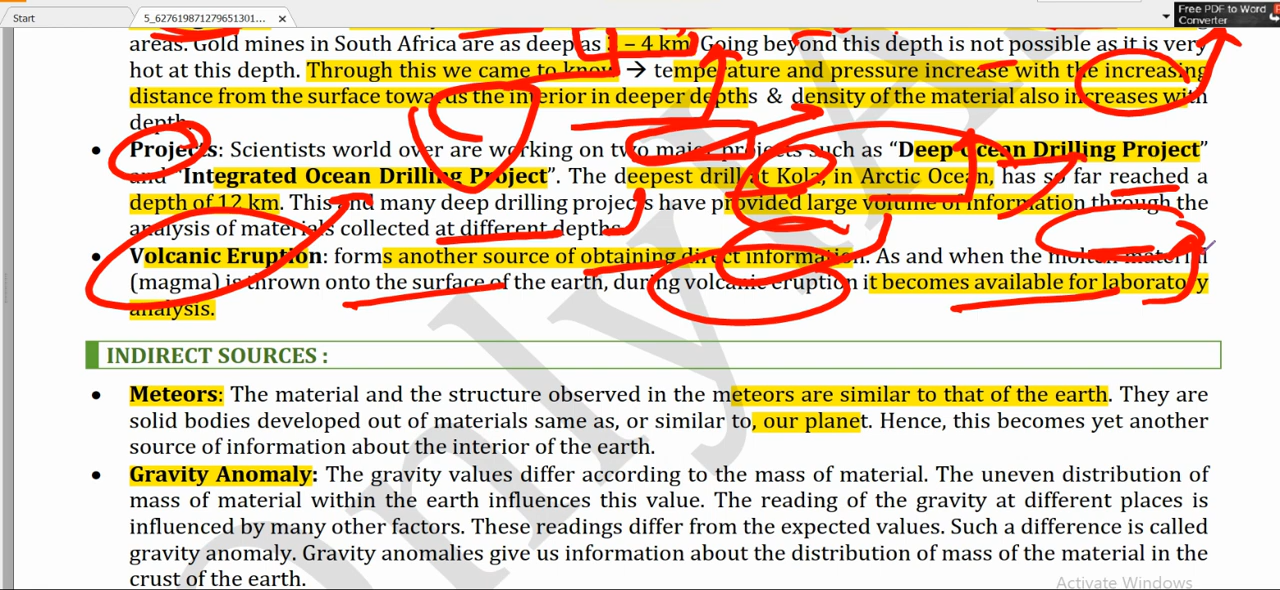 Start
5_627619871279651301...
Free PDF to Word
Converter
areas. Gold mines in South Africa are as deep as 3 – 4 km. Going beyond this depth is not possible as it is very
hot at this depth. Through this we came to know → temperature and pressure increase with the increasing
distance from the surface towards the interior in deeper depths & density of the material also increases with
depth.
• Projects: Scientists world over are working on two major projects such as “Deep Ocean Drilling Project”
and “Integrated Ocean Drilling Project”. The deepest drill at Kola, in Arctic Ocean, has so far reached a
depth of 12 km. This and many deep drilling projects have provided large volume of information through the
analysis of materials collected at different depths.
• Volcanic Eruption: forms another source of obtaining direct information. As and when the molten material
(magma) is thrown onto the surface of the earth, during volcanic eruption it becomes available for laboratory
analysis.
INDIRECT SOURCES :
• Meteors: The material and the structure observed in the meteors are similar to that of the earth. They are
solid bodies developed out of materials same as, or similar to, our planet. Hence, this becomes yet another
source of information about the interior of the earth.
• Gravity Anomaly: The gravity values differ according to the mass of material. The uneven distribution of
mass of material within the earth influences this value. The reading of the gravity at different places is
influenced by many other factors. These readings differ from the expected values. Such a difference is called
gravity anomaly. Gravity anomalies give us information about the distribution of mass of the material in the
crust of the earth.
Activate Windows